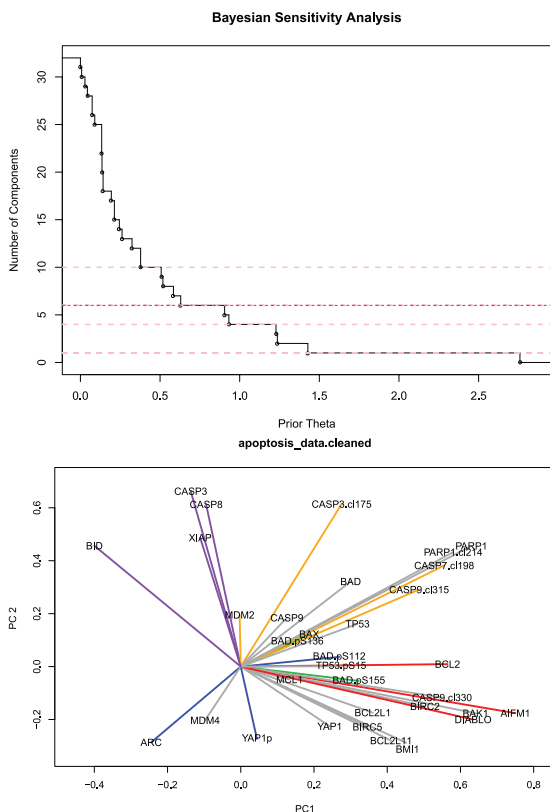 Bayesian Sensitivity Analysis
Number of Components
30
25
20
15
10
5
0
0.0 0.5 1.0 1.5 2.0 2.5
Prior Theta
apoptosis_data.cleaned
PC 2
0.6
0.4
0.2
0.0
−0.2
CASP3
CASP8
CASP3.cl175
XIAP
BID
PARP1
PARP1.cl214
CASP7.cl198
BAD
CASP9.cl315
MDM2
CASP9
TP53
BAX
BAD.pS136
BAD.pS112
TP53.pS15
BCL2
MCL1
BAD.pS155
CASP9.cl330
BIRC2
BCL2L1
BAK1
AIFM1
DIABLO
MDM4
YAP1
BIRC5
ARC
YAP1p
BCL2L11
BMI1
−0.4 −0.2 0.0 0.2 0.4 0.6 0.8
PC1